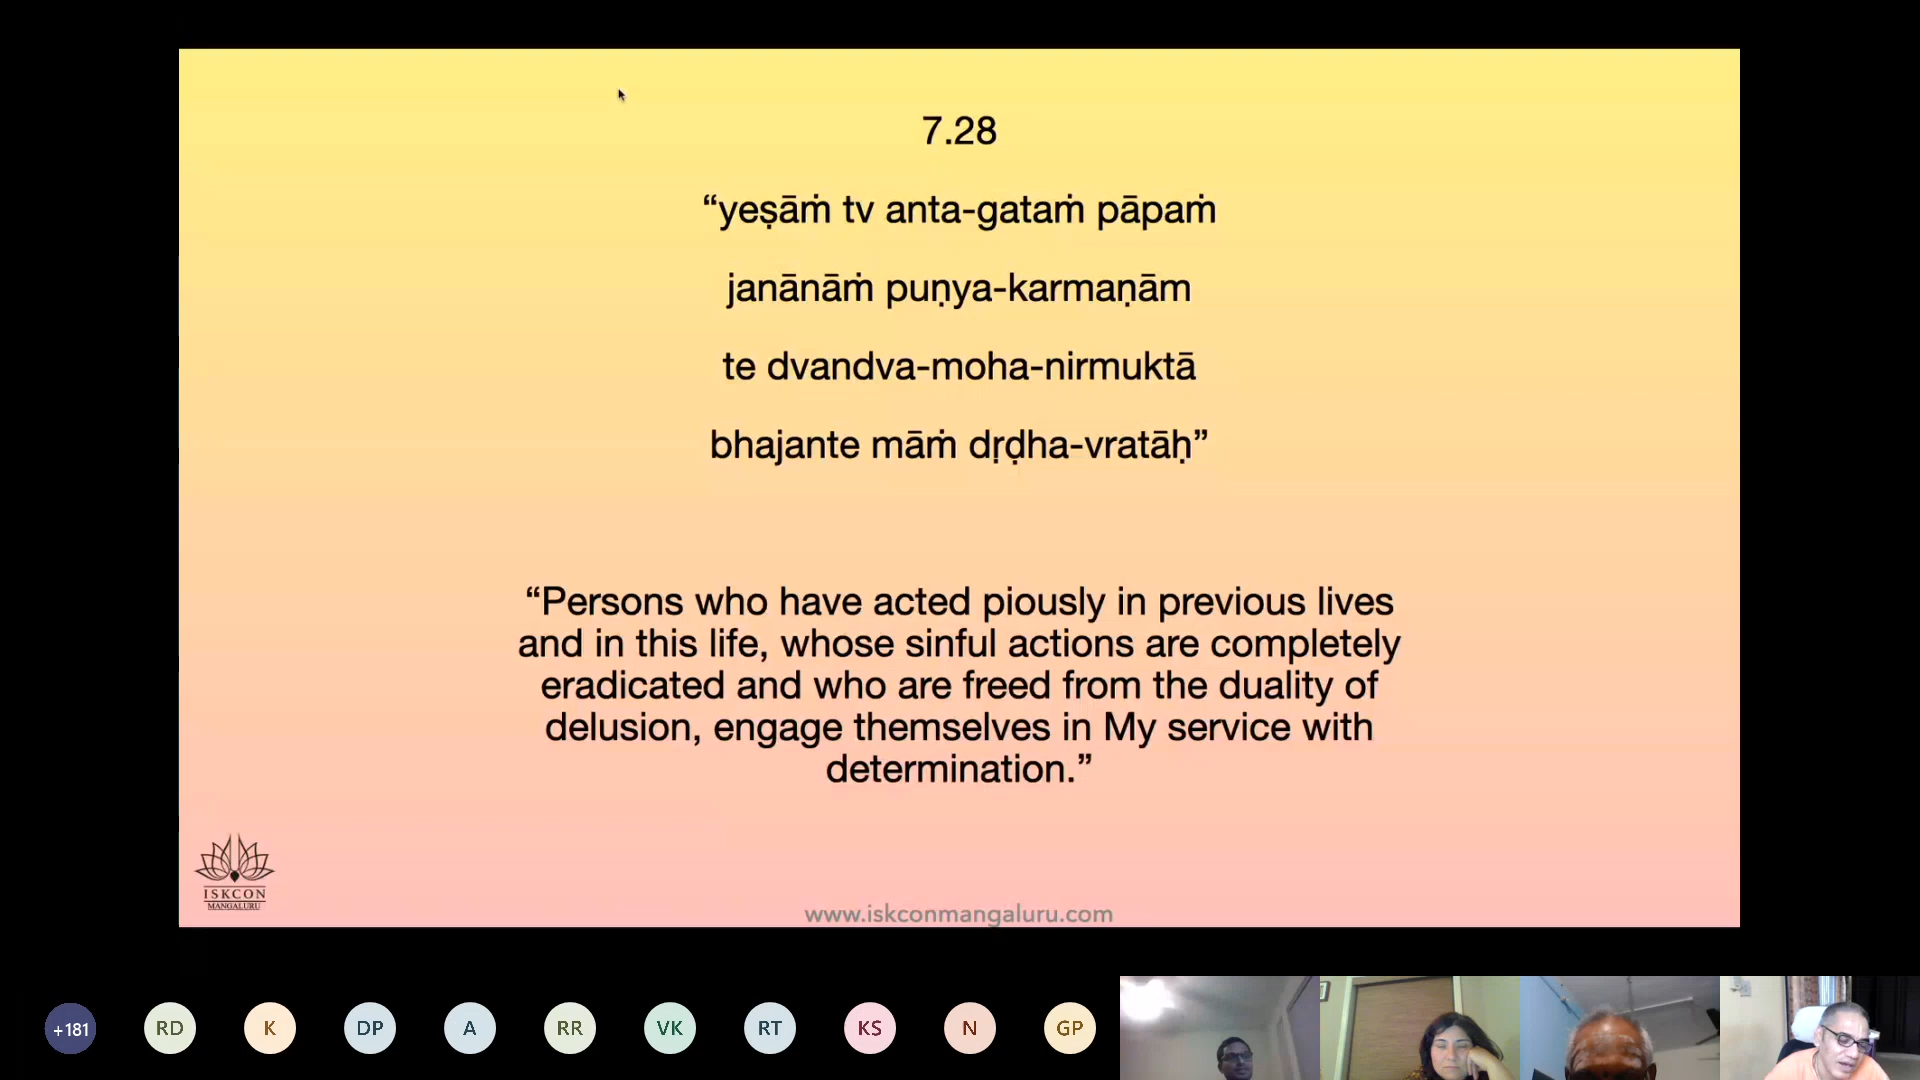 7.28
“yeṣāṁ tv anta-gataṁ pāpaṁ
janānāṁ puṇya-karmaṇām
te dvandva-moha-nirmuktā
bhajante māṁ dṛḍha-vratāḥ”
“Persons who have acted piously in previous lives
and in this life, whose sinful actions are completely
eradicated and who are freed from the duality of
delusion, engage themselves in My service with
determination.”
ISKCON
MANGALURU
www.iskconmangaluru.com
+181 RD K DP A RR VK RT KS N GP